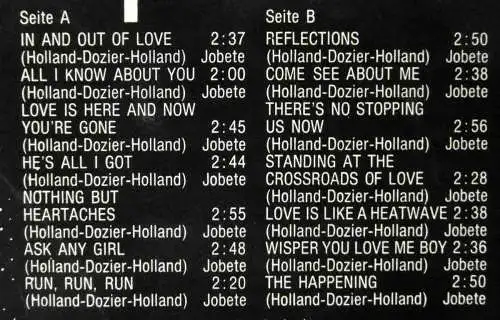 Seite A
IN AND OUT OF LOVE 2:37
(Holland-Dozier-Holland) Jobete
ALL I KNOW ABOUT YOU 2:00
(Holland-Dozier-Holland) Jobete
LOVE IS HERE AND NOW
YOU'RE GONE 2:45
(Holland-Dozier-Holland) Jobete
HE'S ALL I GOT 2:44
(Holland-Dozier-Holland) Jobete
NOTHING BUT
HEARTACHES 2:55
(Holland-Dozier-Holland) Jobete
ASK ANY GIRL 2:48
(Holland-Dozier-Holland) Jobete
RUN, RUN, RUN 2:20
(Holland-Dozier-Holland) Jobete
Seite B
REFLECTIONS 2:50
(Holland-Dozier-Holland) Jobete
COME SEE ABOUT ME 2:38
(Holland-Dozier-Holland) Jobete
THERE'S NO STOPPING
US NOW 2:56
(Holland-Dozier-Holland) Jobete
STANDING AT THE
CROSSROADS OF LOVE 2:28
(Holland-Dozier-Holland) Jobete
LOVE IS LIKE A HEATWAVE 2:38
(Holland-Dozier-Holland) Jobete
WISPER YOU LOVE ME BOY 2:36
(Holland-Dozier-Holland) Jobete
THE HAPPENING 2:50
(Holland-Dozier-Holland) Jobete